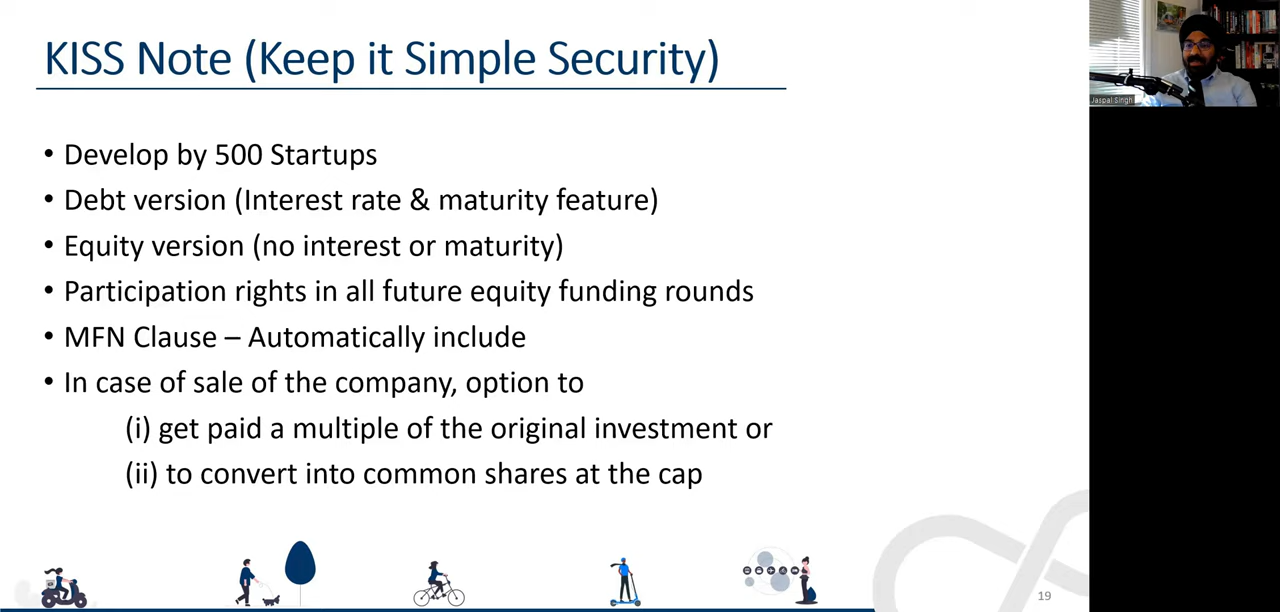 KISS Note (Keep it Simple Security)
Jaspal Singh
• Develop by 500 Startups
• Debt version (Interest rate & maturity feature)
• Equity version (no interest or maturity)
• Participation rights in all future equity funding rounds
• MFN Clause – Automatically include
• In case of sale of the company, option to
(i) get paid a multiple of the original investment or
(ii) to convert into common shares at the cap
19